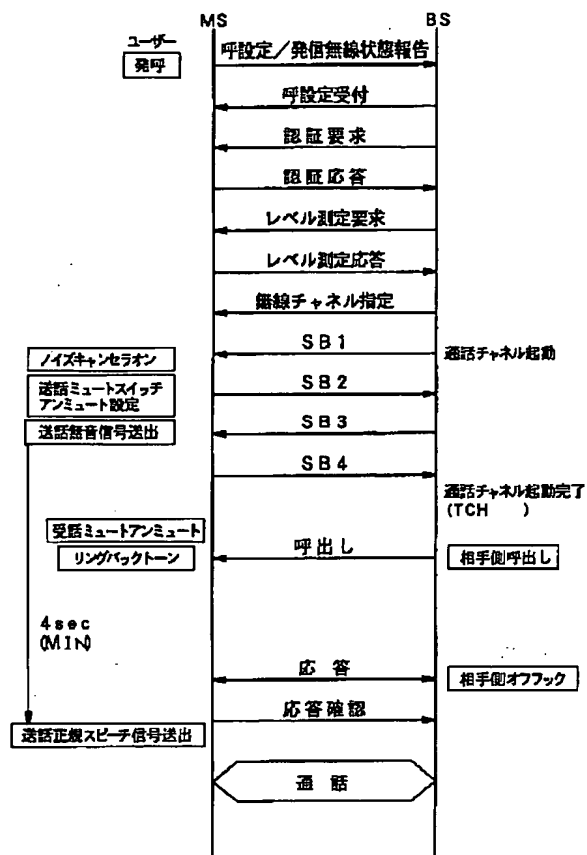 MS
BS
ユーザー
発呼
呼設定／発信無線状態報告
呼設定受付
認証要求
認証応答
レベル測定要求
レベル測定応答
無線チャネル指定
SB1
通話チャネル起動
ノイズキャンセラオン
SB2
送話ミュートスイッチ
アンミュート設定
SB3
送話無音信号送出
SB4
通話チャネル起動完了
(TCH )
受話ミュートアンミュート
呼出し
リングバックトーン
相手側呼出し
4sec
(MIN)
応答
相手側オフフック
応答確認
送話正規スピーチ信号送出
通話